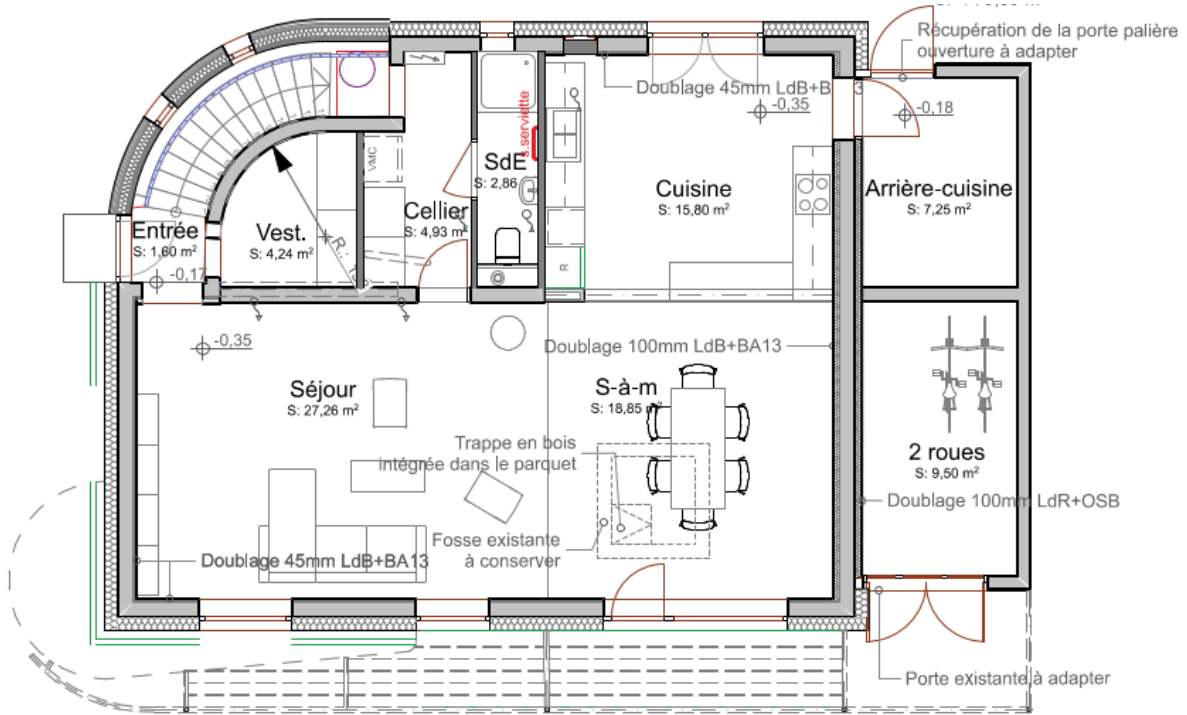 Récupération de la porte palière
ouverture à adapter
Doublage 45mm LdB+B 3
-0,35
-0,18
s.serviette
VMC
SdE
S: 2,86
Cuisine
S: 15,80 m²
Arrière-cuisine
S: 7,25 m²
Entrée
S: 1,60 m²
Vest.
S: 4,24 m²
Cellier
S: 4,93 m²
-0,17
R.:
R
-0,35
Doublage 100mm LdB+BA13
Séjour
S: 27,26 m²
S-à-m
S: 18,85 m²
Trappe en bois
intégrée dans le parquet
2 roues
S: 9,50 m²
Doublage 100mm LdR+OSB
Fosse existante
à conserver
Doublage 45mm LdB+BA13
Porte existante à adapter